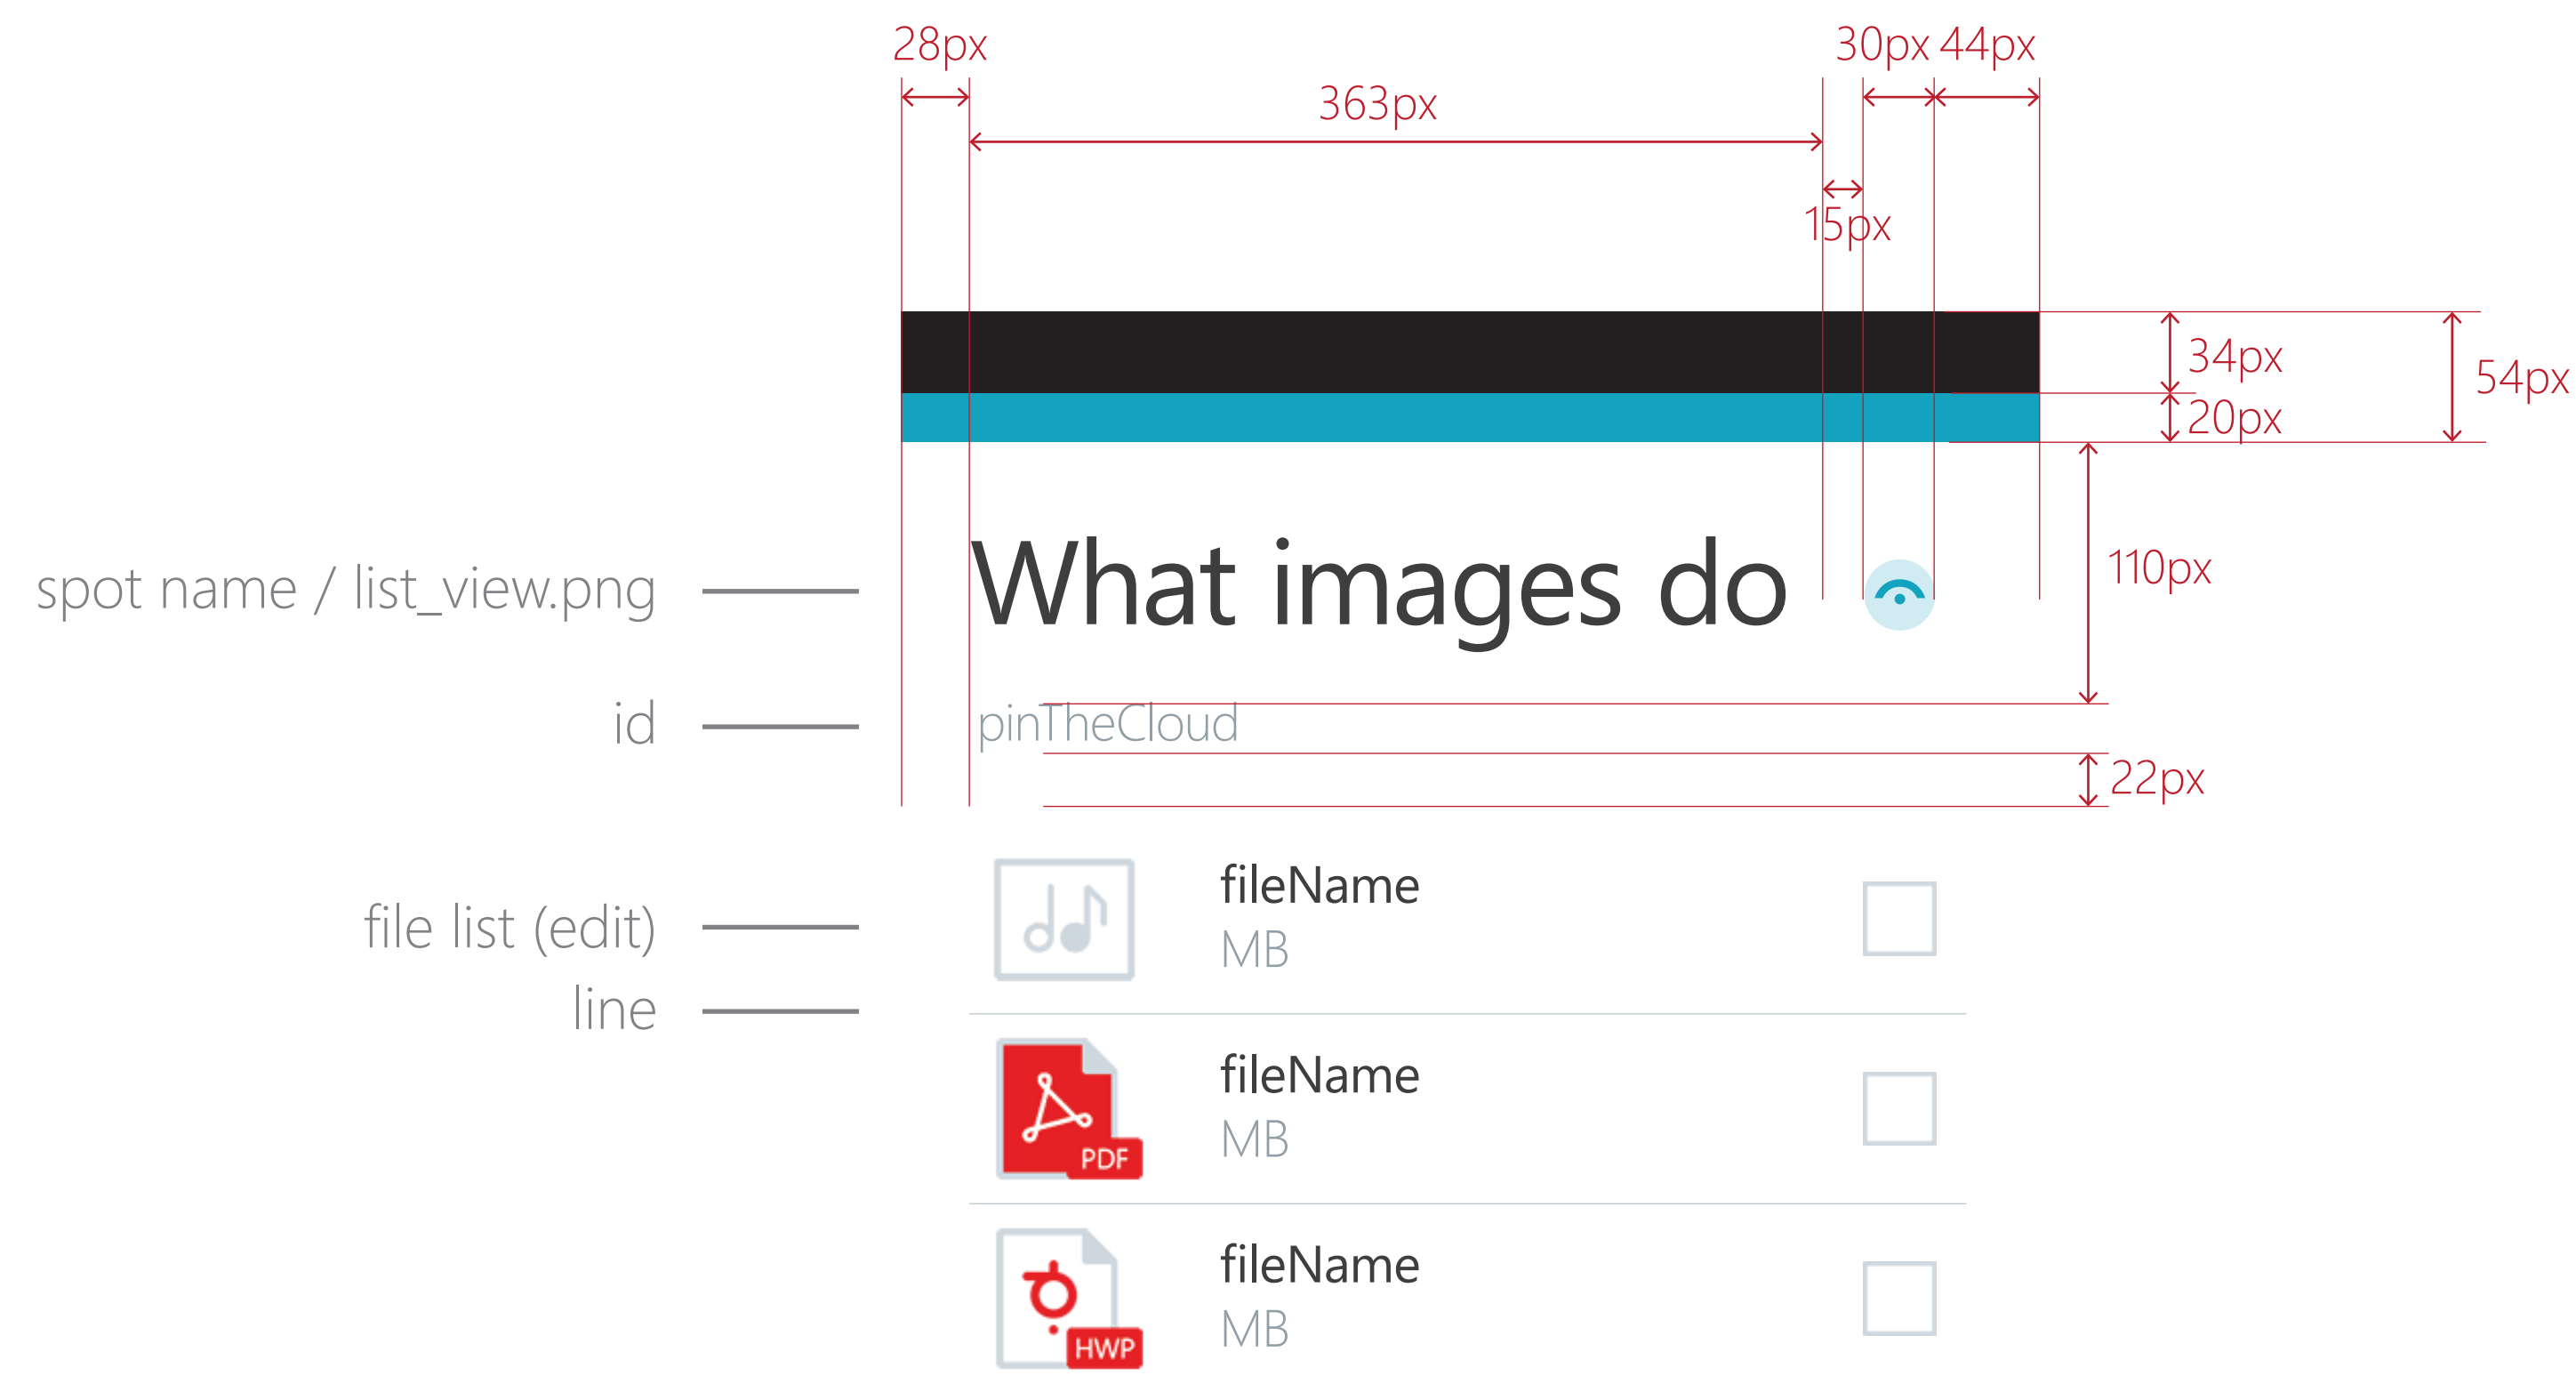 28px
30px 44px
363px
15px
34px
54px
20px
spot name / list_view.png
What images do
110px
id
pinTheCloud
22px
file list (edit)
fileName
MB
line
fileName
MB
PDF
fileName
MB
HWP